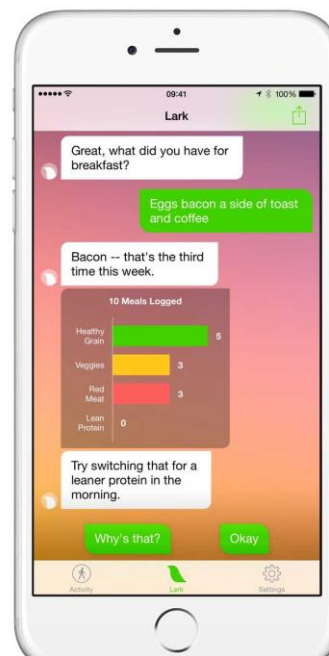 09:41
100%
Lark
Great, what did you have for
breakfast?
Eggs bacon a side of toast
and coffee
Bacon -- that's the third
time this week.
10 Meals Logged
Healthy
Grain
5
Veggies
3
Red
Meat
3
Lean
Protein
0
Try switching that for a
leaner protein in the
morning.
Why's that?
Okay
Activity
Lark
Settings